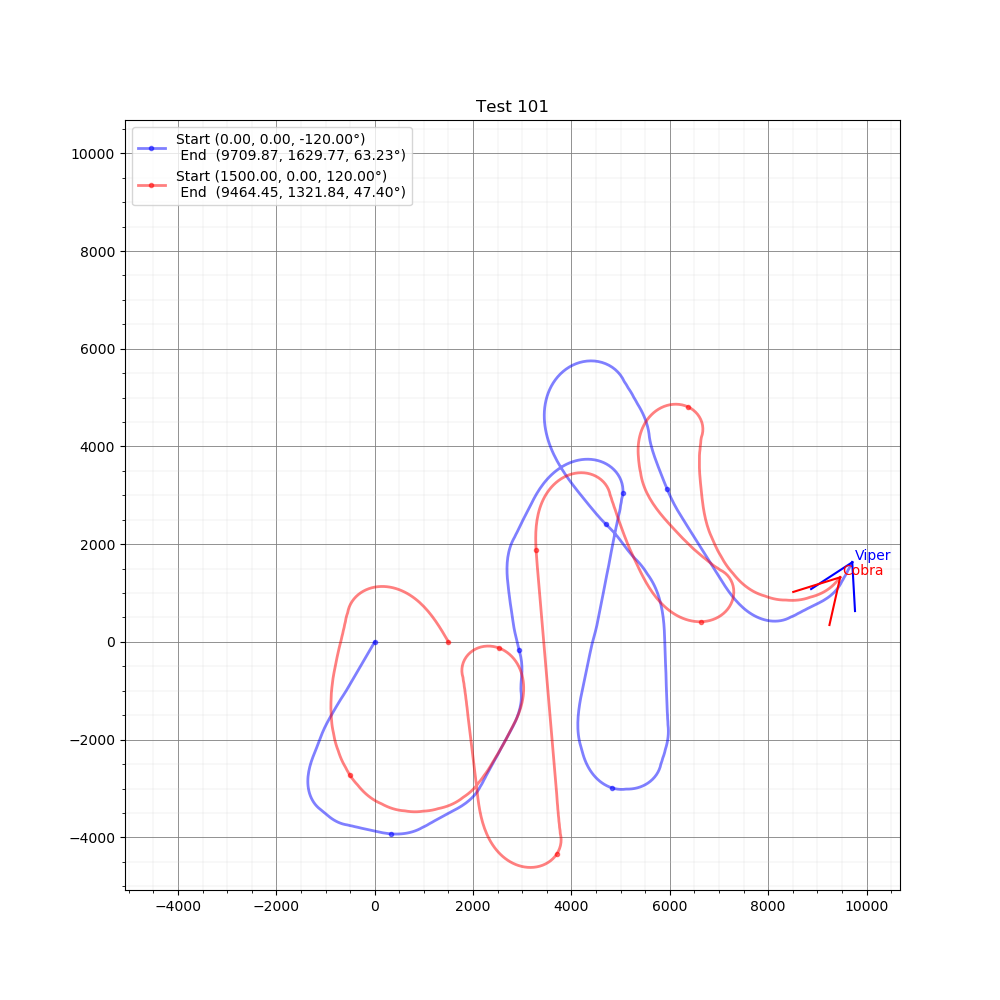 Test 101
Start (0.00, 0.00, -120.00°)
End (9709.87, 1629.77, 63.23°)
Start (1500.00, 0.00, 120.00°)
End (9464.45, 1321.84, 47.40°)
10000
8000
6000
4000
2000
0
−2000
−4000
Viper
Cobra
−4000 −2000 0 2000 4000 6000 8000 10000